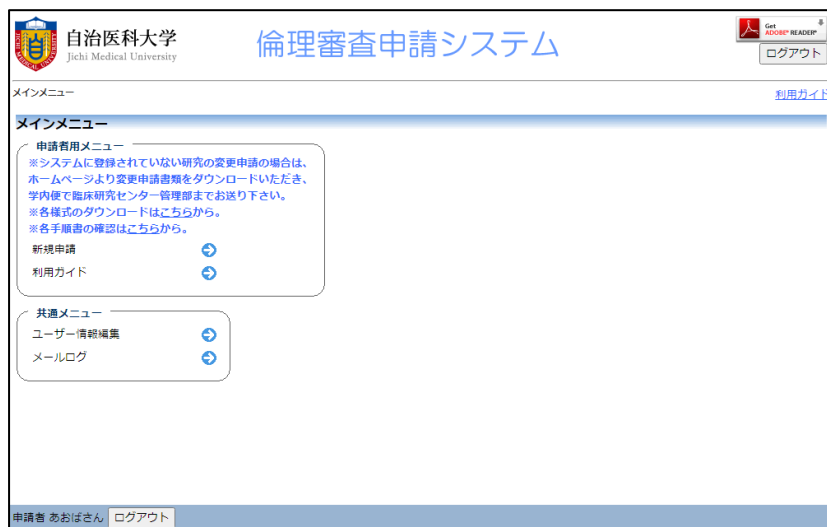 自治医科大学
Jichi Medical University
倫理審査申請システム
Get
ADOBE® READER®
ログアウト
メインメニュー
利用ガイド
メインメニュー
申請者用メニュー
※システムに登録されていない研究の変更申請の場合は、
ホームページより変更申請書類をダウンロードいただき、
学内便で臨床研究センター管理部までお送り下さい。
※各様式のダウンロードはこちらから。
※各手順書の確認はこちらから。
新規申請
利用ガイド
共通メニュー
ユーザー情報編集
メールログ
申請者 あおばさん ログアウト